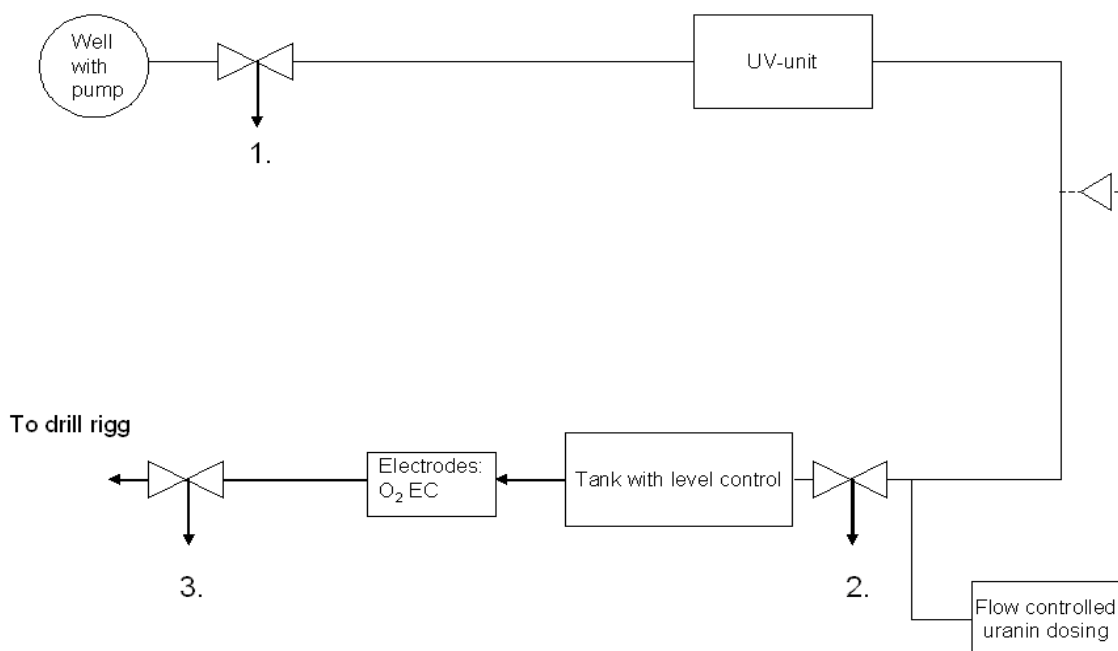 Well
with
pump
UV-unit
1.
To drill rigg
Electrodes:
O₂ EC
Tank with level control
3.
2.
Flow controlled
uranin dosing